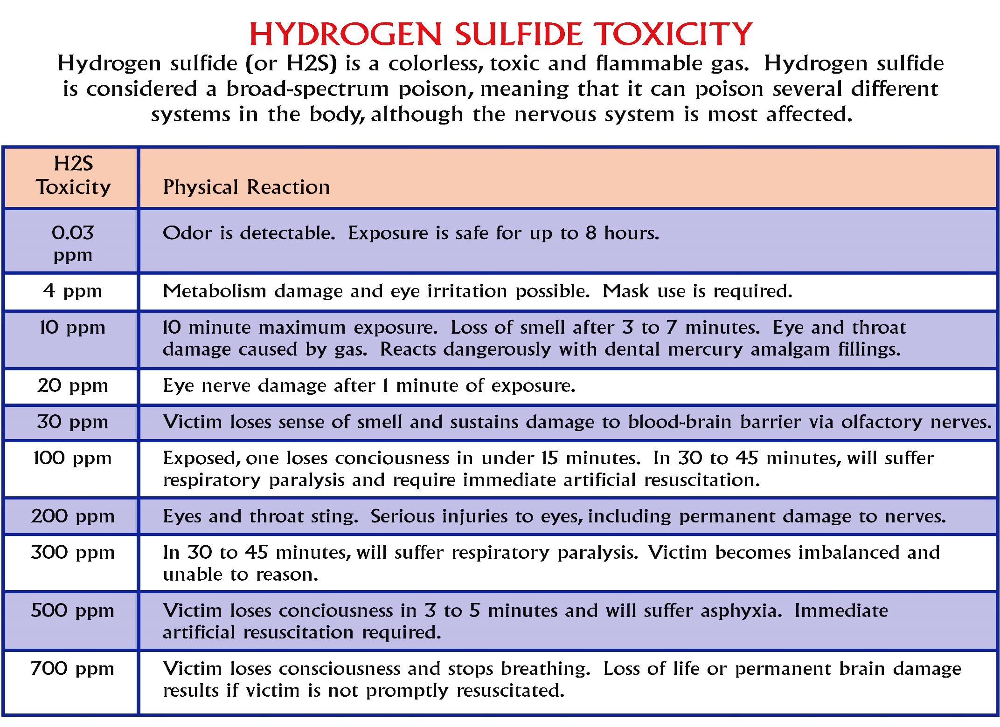 HYDROGEN SULFIDE TOXICITY
Hydrogen sulfide (or H2S) is a colorless, toxic and flammable gas. Hydrogen sulfide
is considered a broad-spectrum poison, meaning that it can poison several different
systems in the body, although the nervous system is most affected.
H2S
Toxicity
Physical Reaction
0.03
ppm
Odor is detectable. Exposure is safe for up to 8 hours.
4 ppm
Metabolism damage and eye irritation possible. Mask use is required.
10 ppm
10 minute maximum exposure. Loss of smell after 3 to 7 minutes. Eye and throat
damage caused by gas. Reacts dangerously with dental mercury amalgam fillings.
20 ppm
Eye nerve damage after 1 minute of exposure.
30 ppm
Victim loses sense of smell and sustains damage to blood-brain barrier via olfactory nerves.
100 ppm
Exposed, one loses conciousness in under 15 minutes. In 30 to 45 minutes, will suffer
respiratory paralysis and require immediate artificial resuscitation.
200 ppm
Eyes and throat sting. Serious injuries to eyes, including permanent damage to nerves.
300 ppm
In 30 to 45 minutes, will suffer respiratory paralysis. Victim becomes imbalanced and
unable to reason.
500 ppm
Victim loses conciousness in 3 to 5 minutes and will suffer asphyxia. Immediate
artificial resuscitation required.
700 ppm
Victim loses consciousness and stops breathing. Loss of life or permanent brain damage
results if victim is not promptly resuscitated.